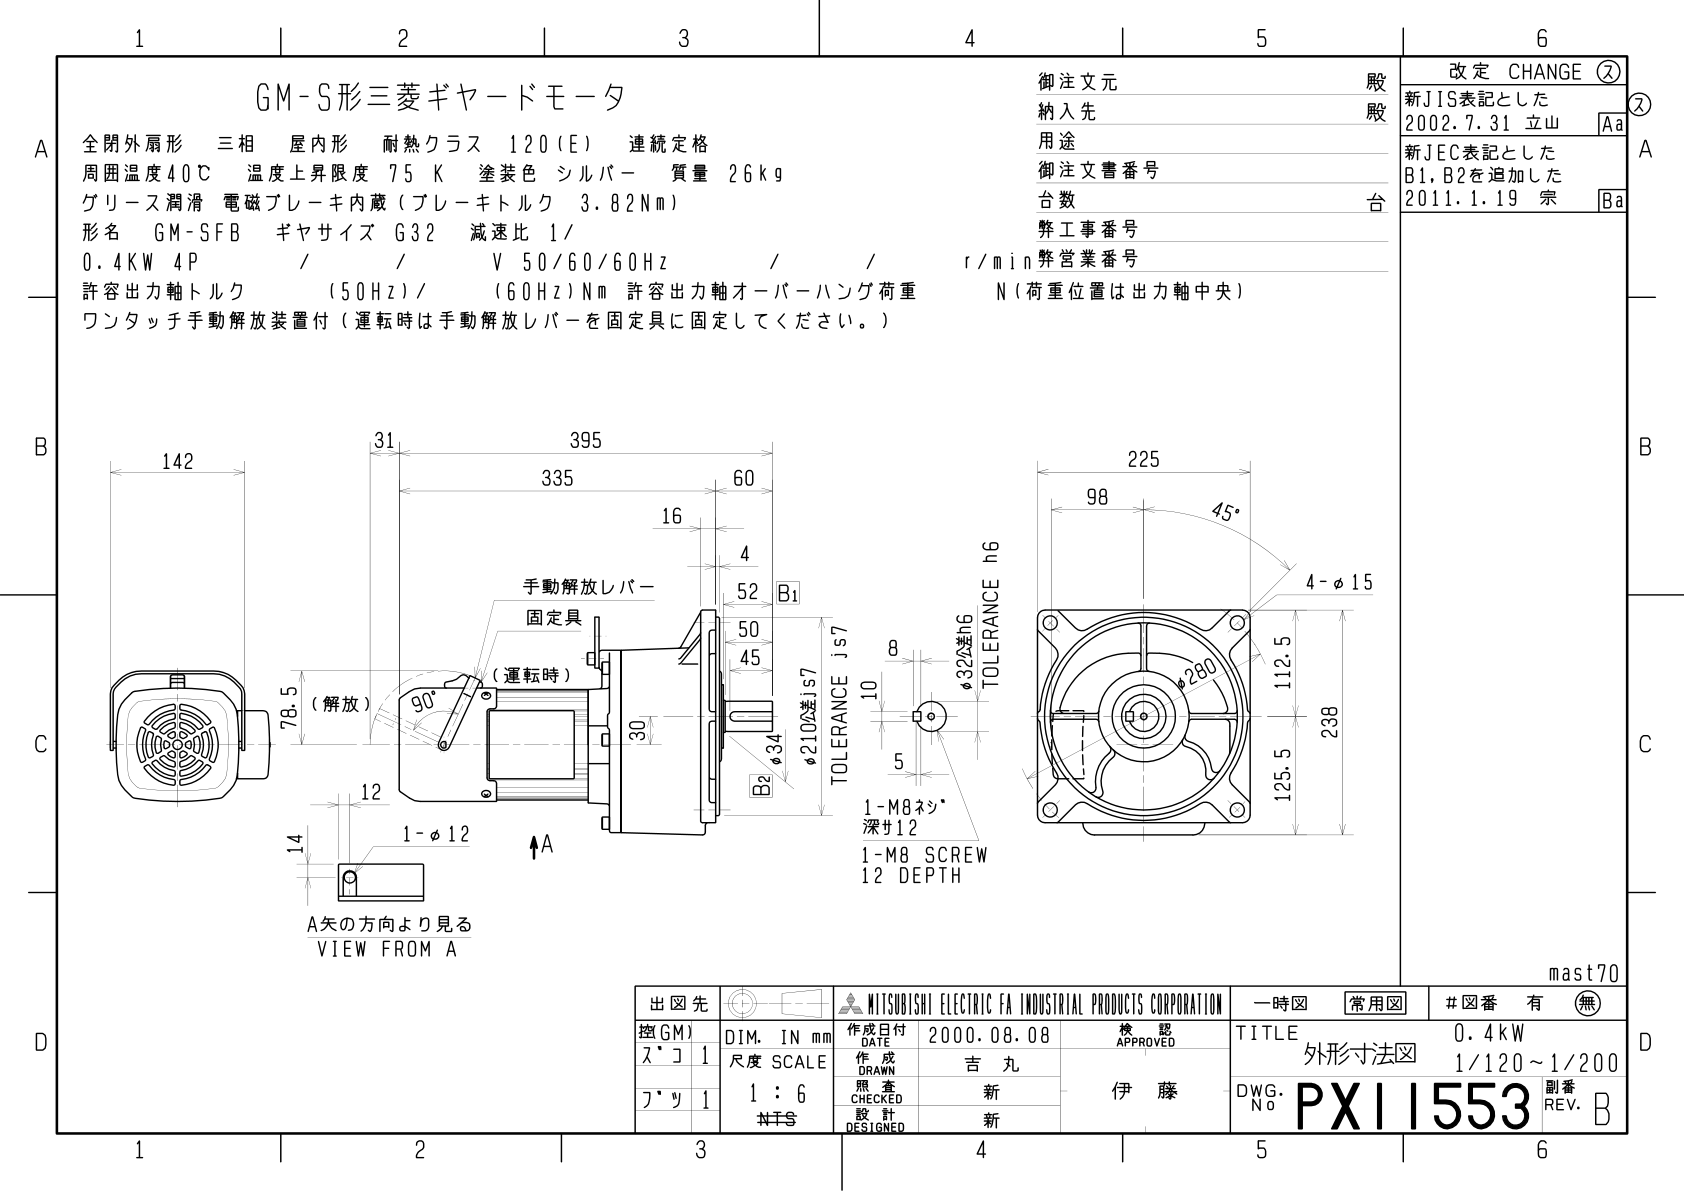 1 2 3 4 5 6
A
B
C
D
GM-S形三菱ギヤードモータ
全閉外扇形 三相 屋内形 耐熱クラス 120(E) 連続定格
周囲温度40℃ 温度上昇限度 75 K 塗装色 シルバー 質量 26kg
グリース潤滑 電磁ブレーキ内蔵(ブレーキトルク 3.82Nm)
形名 GM-SFB ギヤサイズ G32 減速比 1/
0.4KW 4P / / V 50/60/60Hz / / r/min
許容出力軸トルク (50Hz)/ (60Hz)Nm 許容出力軸オーバーハング荷重 N(荷重位置は出力軸中央)
ワンタッチ手動解放装置付(運転時は手動解放レバーを固定具に固定してください。)
御注文元 殿
納入先 殿
用途
御注文書番号
台数 台
弊工事番号
弊営業番号
改定 CHANGE ス
新JIS表記とした
2002.7.31 立山 Aa
ス
新JEC表記とした
B1,B2を追加した
2011.1.19 宗 Ba
A
B
C
D
142
31
395
335
60
16
4
52 B1
50
45
手動解放レバー
固定具
(運転時)
(解放)
90°
78.5
30
φ34
B2
φ210公差js7
TOLERANCE js7
12
14
1-φ12
A矢の方向より見る
VIEW FROM A
A
8
10
5
φ32公差h6
TOLERANCE h6
1-M8ネジ
深サ12
1-M8 SCREW
12 DEPTH
225
98
45°
4-φ15
φ280
112.5
238
125.5
mast70
出図先
控(GM)
ズコ 1
ブツ 1
DIM. IN mm
尺度 SCALE
1 : 6
NTS
MITSUBISHI ELECTRIC FA INDUSTRIAL PRODUCTS CORPORATION
作成日付
DATE
2000.08.08
検 認
APPROVED
作 成
DRAWN
吉 丸
照 査
CHECKED
新
伊 藤
設 計
DESIGNED
新
一時図 常用図 #図番 有 無
TITLE
外形寸法図
0.4kW
1/120~1/200
DWG.
No
PX11553
副番
REV.
B
1 2 3 4 5 6